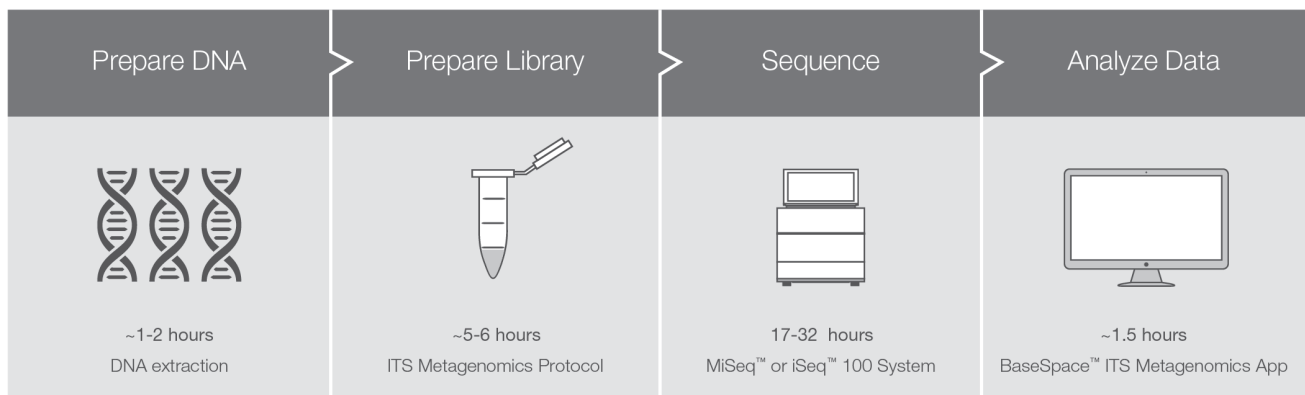 Prepare DNA
Prepare Library
Sequence
Analyze Data
~1-2 hours
DNA extraction
~5-6 hours
ITS Metagenomics Protocol
17-32 hours
MiSeq™ or iSeq™ 100 System
~1.5 hours
BaseSpace™ ITS Metagenomics App